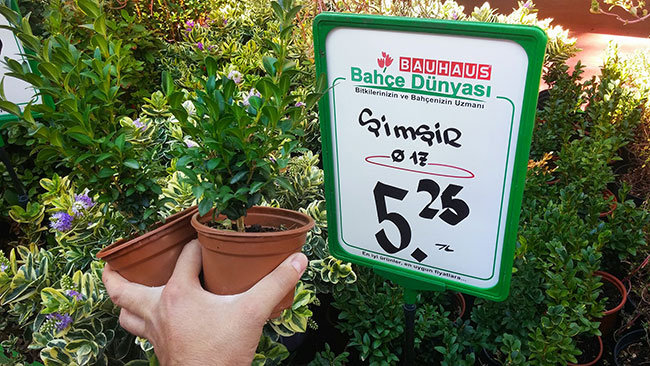 BAUHAUS
Bahçe Dünyası
Bitkilerinizin ve Bahçenizin Uzmanı
Şimşir
Ø 17
5.25 TL
En iyi ürünler, en uygun fiyatlara...